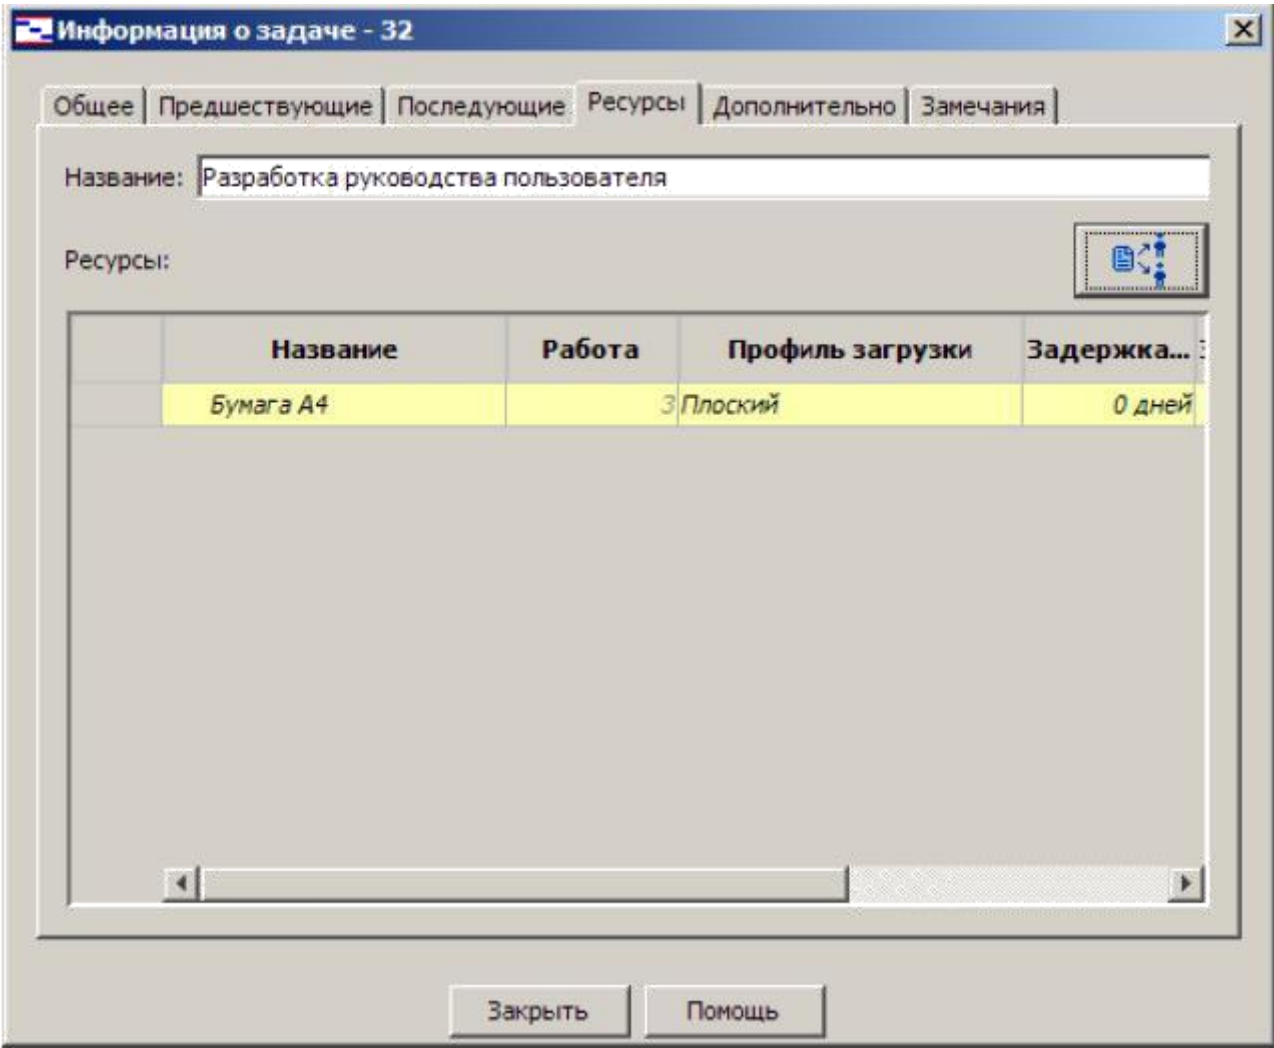 Информация о задаче - 32
Общее Предшествующие Последующие Ресурсы Дополнительно Замечания
Название: Разработка руководства пользователя
Ресурсы:
Название Работа Профиль загрузки Задержка...
Бумага А4 3 Плоский 0 дней
Закрыть Помощь